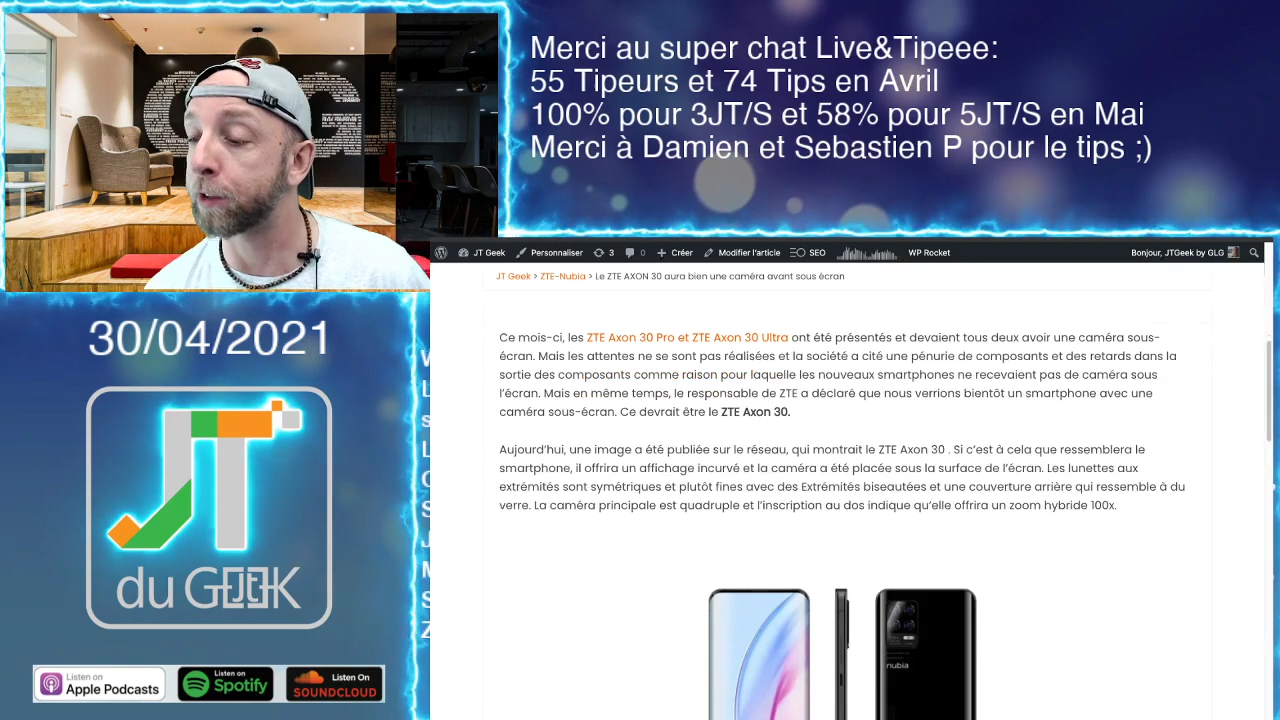 Merci au super chat Live&Tipeee:
55 Tipeurs et 74 Tips en Avril
100% pour 3JT/S et 58% pour 5JT/S en Mai
Merci à Damien et Sebastien P pour le tips ;)
JT Geek Personnaliser 3 0 Créer Modifier l'article SEO WP Rocket Bonjour, JTGeek by GLG
JT Geek > ZTE-Nubia > Le ZTE AXON 30 aura bien une caméra avant sous écran
Ce mois-ci, les ZTE Axon 30 Pro et ZTE Axon 30 Ultra ont été présentés et devaient tous deux avoir une caméra sous-
écran. Mais les attentes ne se sont pas réalisées et la société a cité une pénurie de composants et des retards dans la
sortie des composants comme raison pour laquelle les nouveaux smartphones ne recevaient pas de caméra sous
l'écran. Mais en même temps, le responsable de ZTE a déclaré que nous verrions bientôt un smartphone avec une
caméra sous-écran. Ce devrait être le ZTE Axon 30.
Aujourd'hui, une image a été publiée sur le réseau, qui montrait le ZTE Axon 30 . Si c'est à cela que ressemblera le
smartphone, il offrira un affichage incurvé et la caméra a été placée sous la surface de l'écran. Les lunettes aux
extrémités sont symétriques et plutôt fines avec des Extrémités biseautées et une couverture arrière qui ressemble à du
verre. La caméra principale est quadruple et l'inscription au dos indique qu'elle offrira un zoom hybride 100x.
nubia
30/04/2021
JT
du GEEK
Jt
Listen on
Apple Podcasts
Listen on
Spotify
Listen On
SOUNDCLOUD